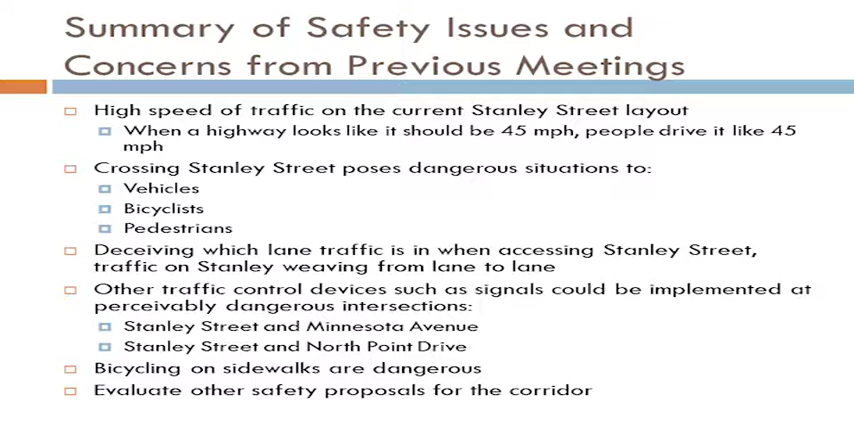 Summary of Safety Issues and
Concerns from Previous Meetings
High speed of traffic on the current Stanley Street layout
When a highway looks like it should be 45 mph, people drive it like 45
mph
Crossing Stanley Street poses dangerous situations to:
Vehicles
Bicyclists
Pedestrians
Deceiving which lane traffic is in when accessing Stanley Street,
traffic on Stanley weaving from lane to lane
Other traffic control devices such as signals could be implemented at
perceivably dangerous intersections:
Stanley Street and Minnesota Avenue
Stanley Street and North Point Drive
Bicycling on sidewalks are dangerous
Evaluate other safety proposals for the corridor